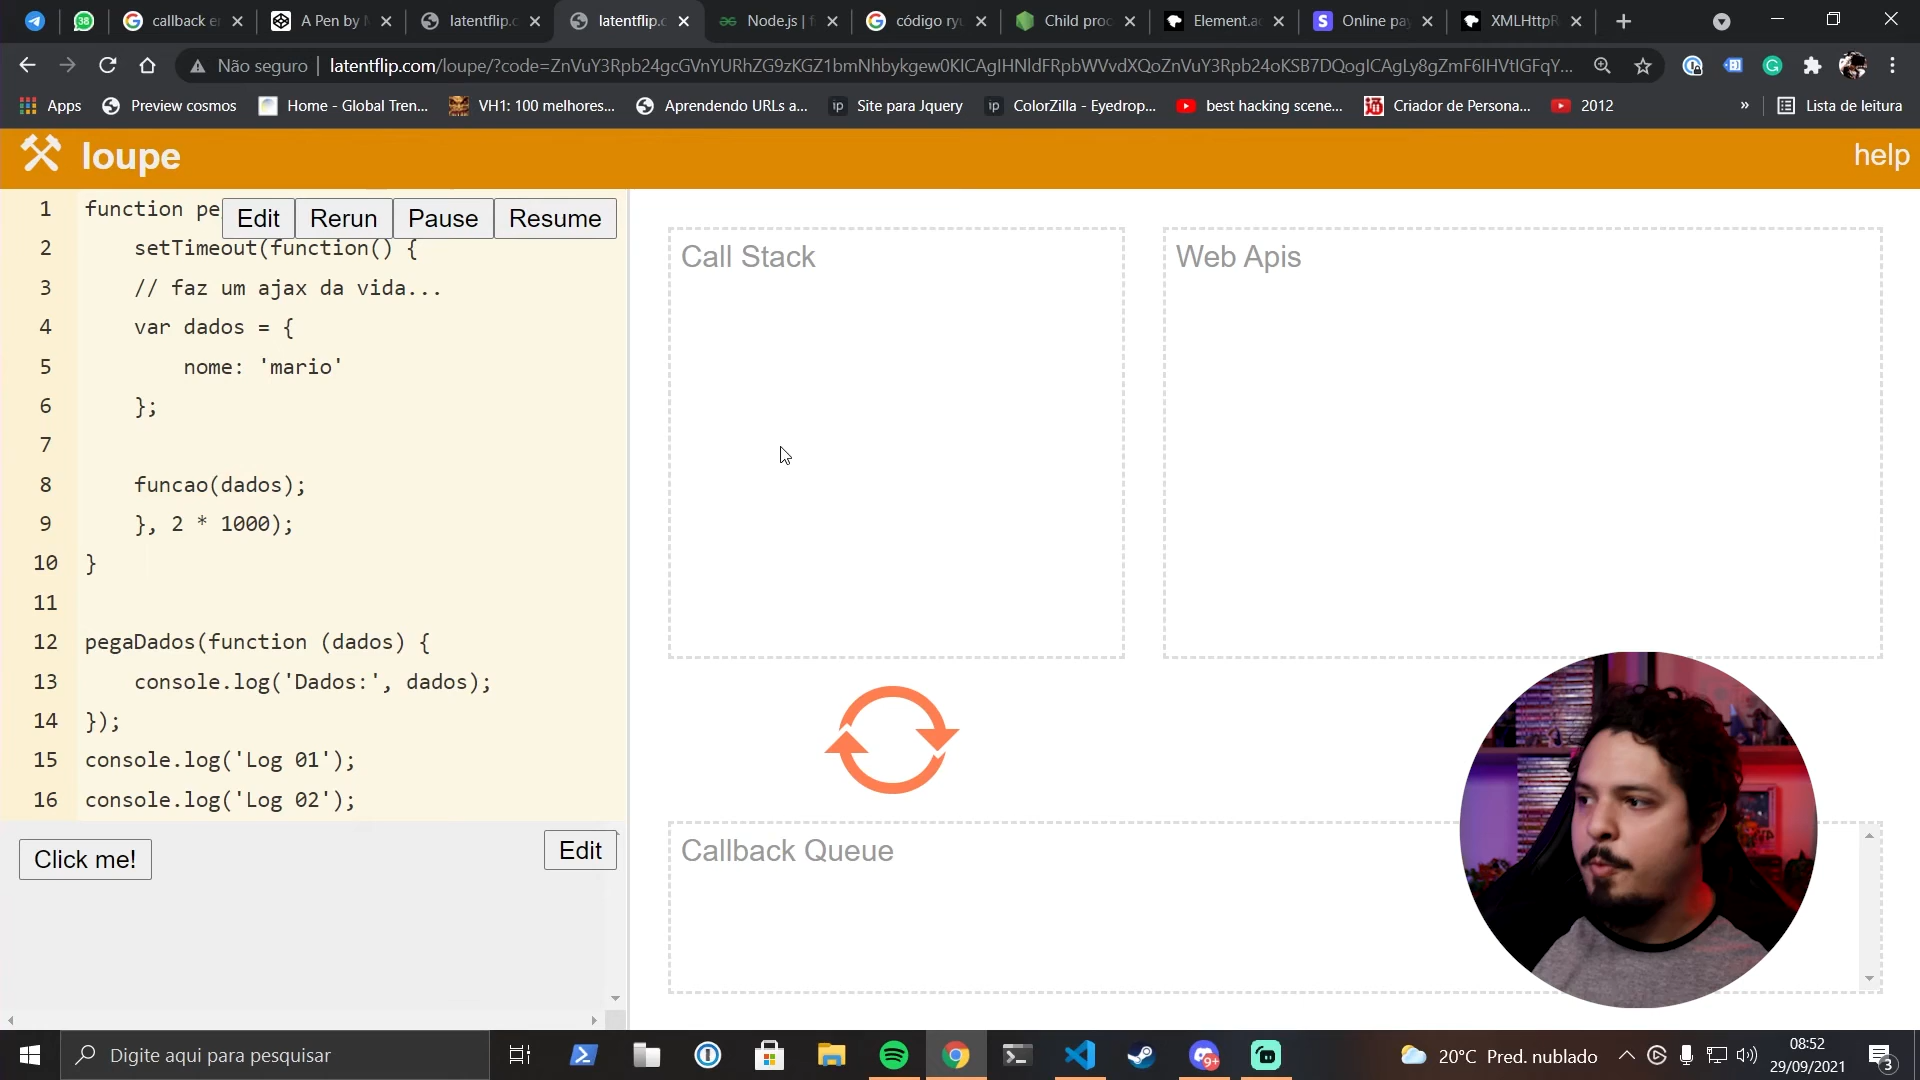 callback e
A Pen by
latentflip.c
latentflip.c
Node.js |
código ryu
Child proc
Element.a
Online pay
XMLHttpR
Não seguro | latentflip.com/loupe/?code=
Apps
Preview cosmos
Home - Global Tren...
VH1: 100 melhores...
Aprendendo URLs a...
Site para Jquery
ColorZilla - Eyedrop...
best hacking scene...
Criador de Persona...
2012
»
Lista de leitura
loupe
help
Edit
Rerun
Pause
Resume
1 function pe
2 setTimeout(function() {
3 // faz um ajax da vida...
4 var dados = {
5 nome: 'mario'
6 };
7
8 funcao(dados);
9 }, 2 * 1000);
10 }
11
12 pegaDados(function (dados) {
13 console.log('Dados:', dados);
14 });
15 console.log('Log 01');
16 console.log('Log 02');
Click me!
Edit
Call Stack
Web Apis
Callback Queue
Digite aqui para pesquisar
9+
20°C Pred. nublado
08:52
29/09/2021
3